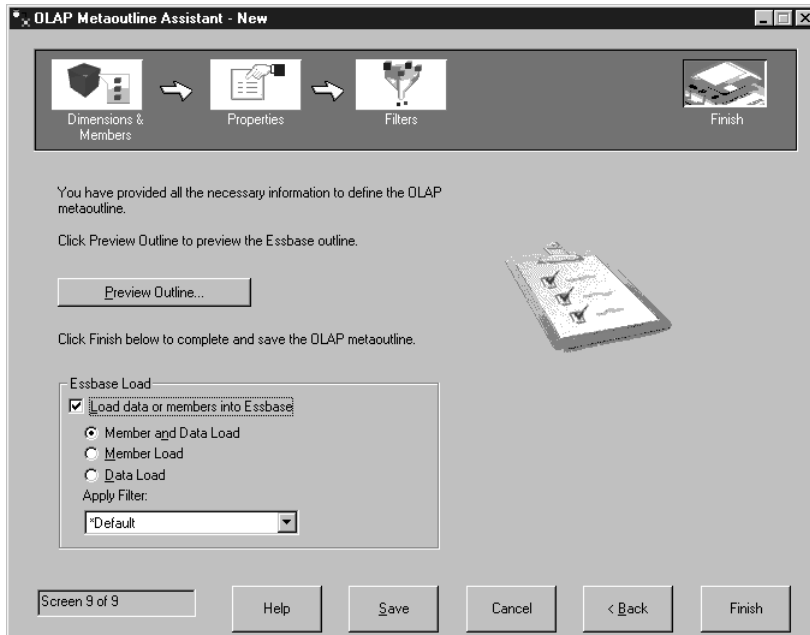 OLAP Metaoutline Assistant - New
Dimensions &
Members
Properties
Filters
Finish
You have provided all the necessary information to define the OLAP
metaoutline.
Click Preview Outline to preview the Essbase outline.
Preview Outline...
Click Finish below to complete and save the OLAP metaoutline.
Essbase Load
Load data or members into Essbase
Member and Data Load
Member Load
Data Load
Apply Filter:
*Default
Screen 9 of 9
Help
Save
Cancel
< Back
Finish